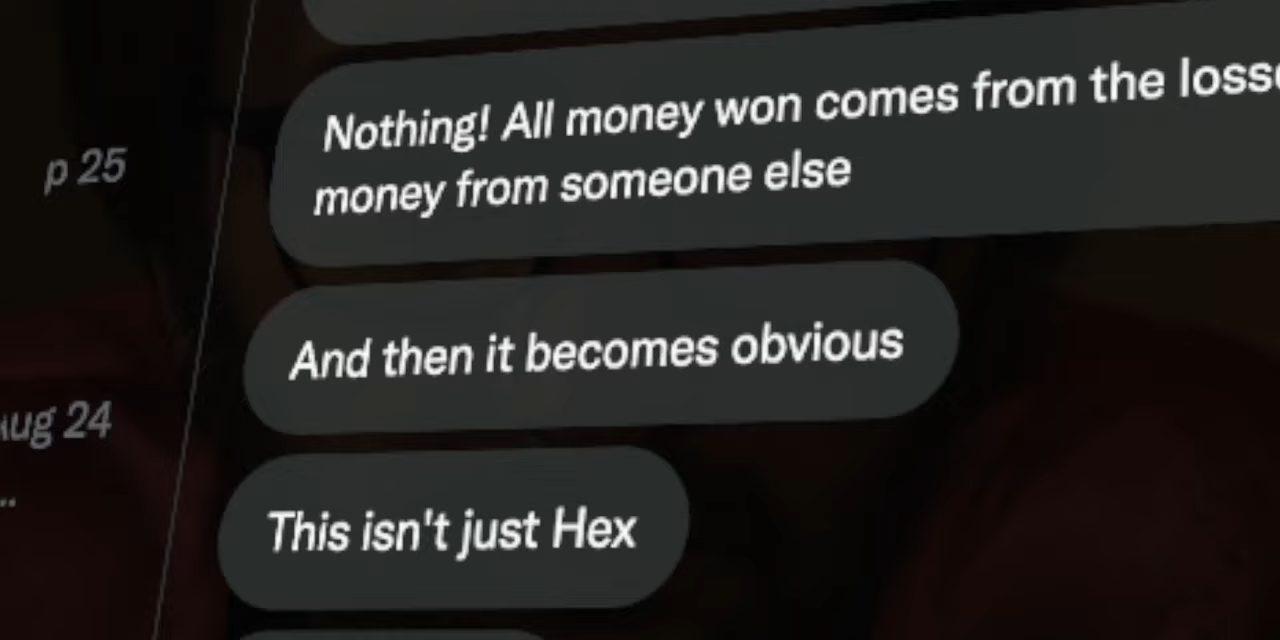 Nothing! All money won comes from the
money from someone else
p 25
And then it becomes obvious
ug 24
..
This isn't just Hex